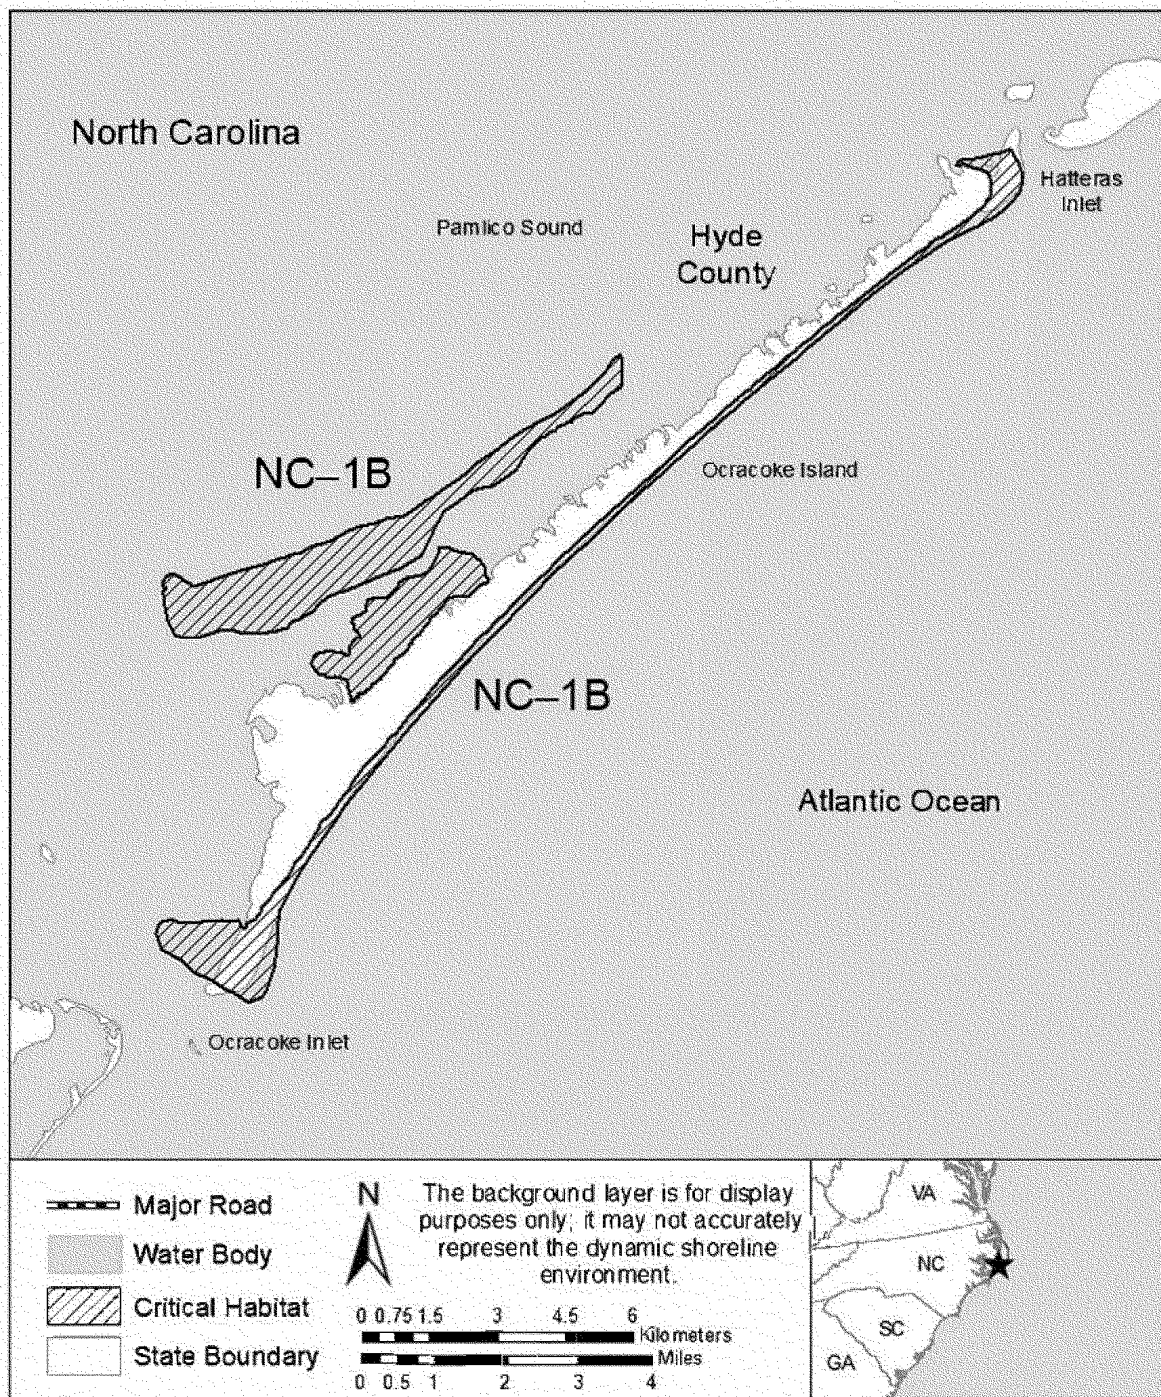 North Carolina
Hatteras
Inlet
Pamlico Sound
Hyde
County
NC–1B
Ocracoke Island
NC–1B
Atlantic Ocean
Ocracoke Inlet
Major Road
Water Body
Critical Habitat
State Boundary
N
The background layer is for display
purposes only; it may not accurately
represent the dynamic shoreline
environment.
0 0.75 1.5 3 4.5 6
Kilometers
Miles
0 0.5 1 2 3 4
VA
NC
SC
GA